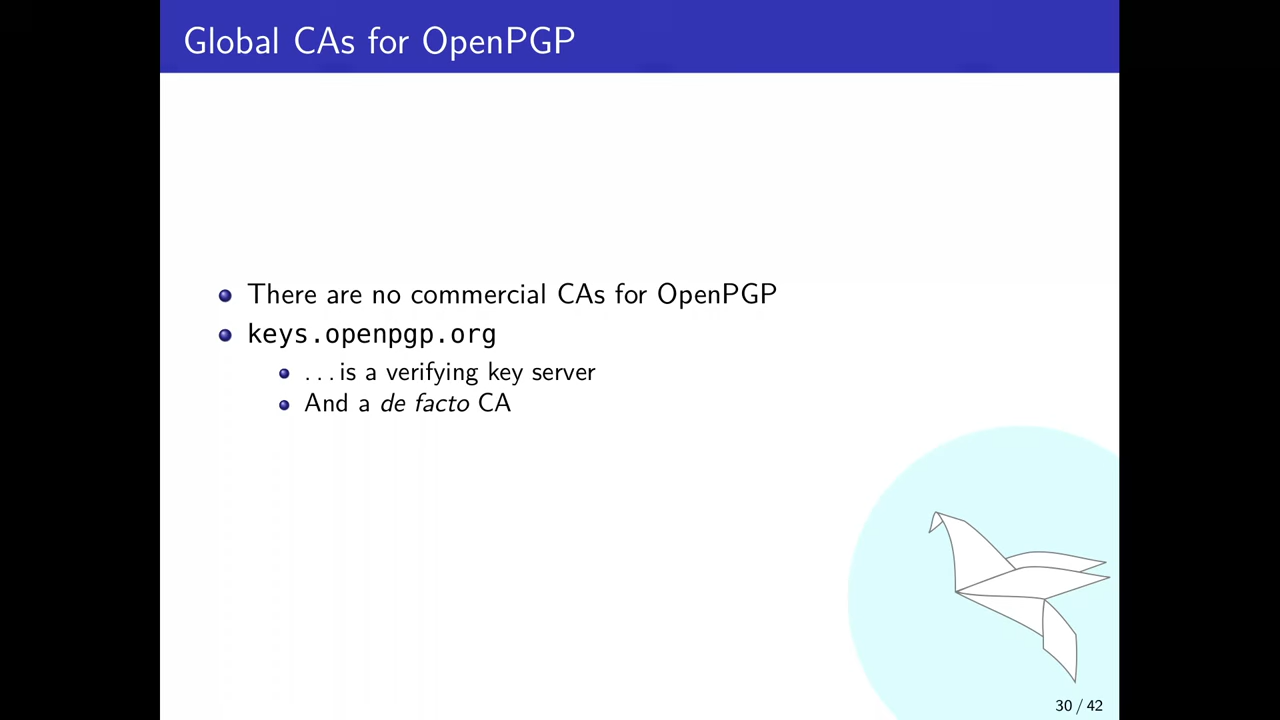 Global CAs for OpenPGP
There are no commercial CAs for OpenPGP
keys.openpgp.org
...is a verifying key server
And a de facto CA
30 / 42